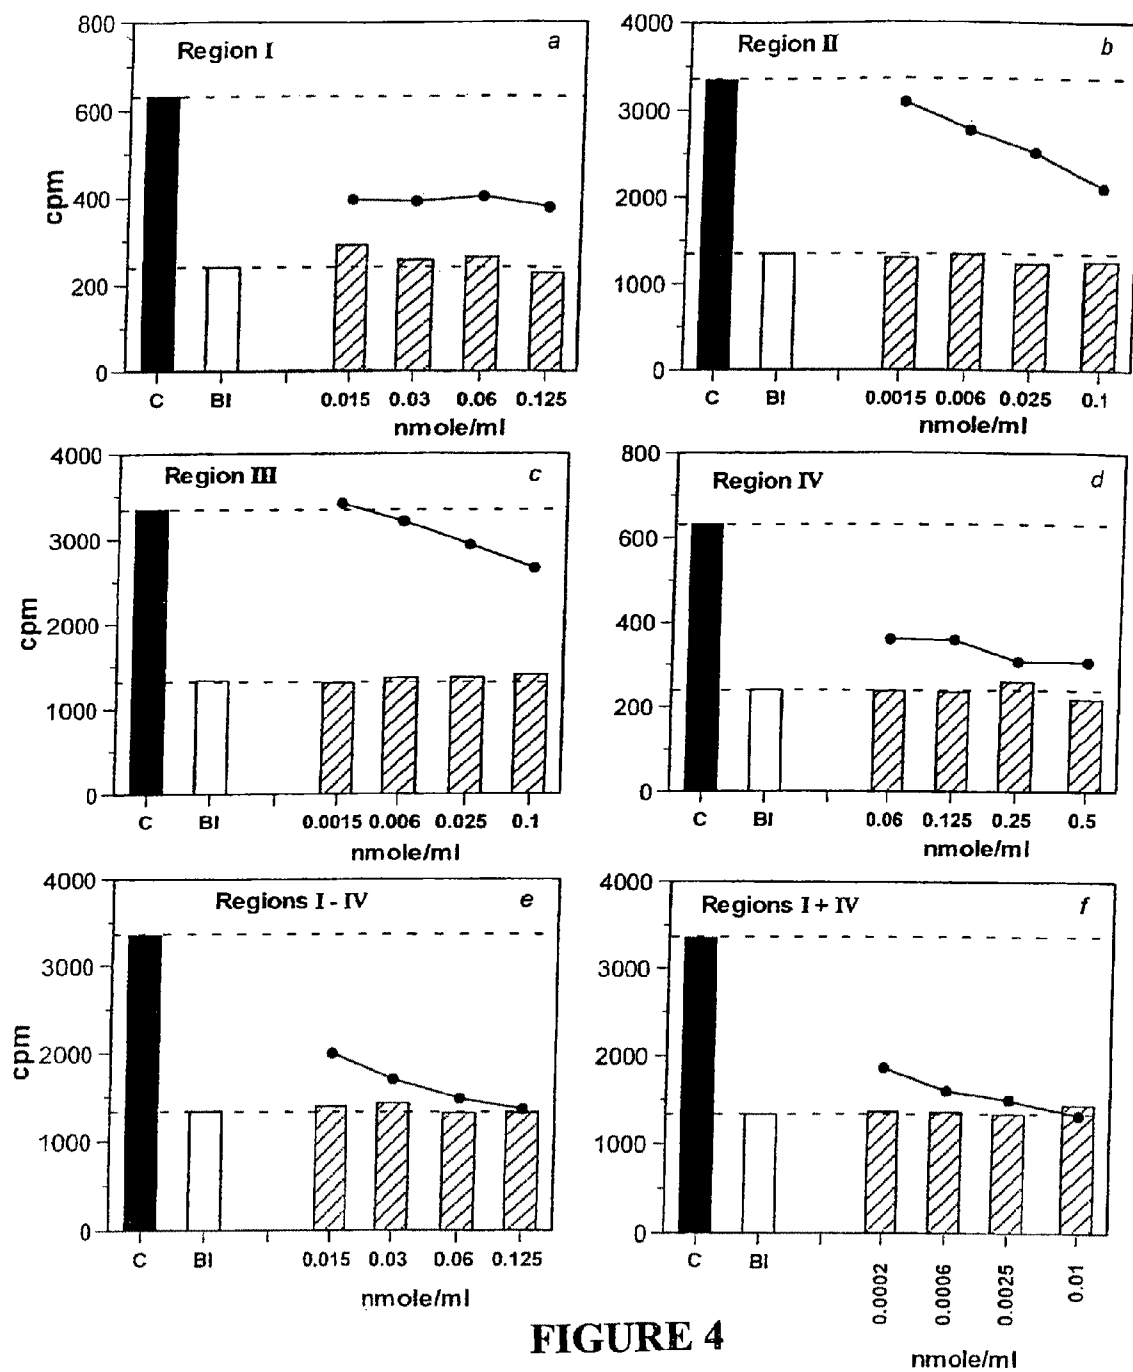 Region I a
800
600
400
200
0
cpm
C BI 0.015 0.03 0.06 0.125
nmole/ml
Region II b
4000
3000
2000
1000
0
C BI 0.0015 0.006 0.025 0.1
nmole/ml
Region III c
4000
3000
2000
1000
0
cpm
C BI 0.0015 0.006 0.025 0.1
nmole/ml
Region IV d
800
600
400
200
0
C BI 0.06 0.125 0.25 0.5
nmole/ml
Regions I - IV e
4000
3000
2000
1000
0
cpm
C BI 0.015 0.03 0.06 0.125
nmole/ml
Regions I + IV f
4000
3000
2000
1000
0
C BI 0.0002 0.0006 0.0025 0.01
nmole/ml
FIGURE 4